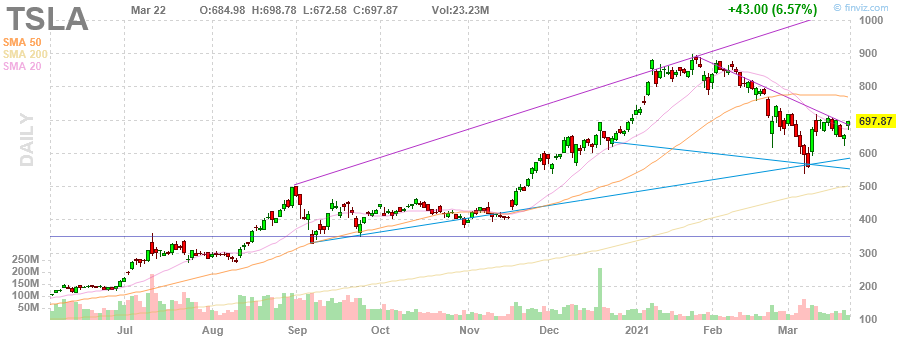 TSLA Mar 22 O:684.98 H:698.78 L:672.58 C:697.87 Vol:23.23M +43.00 (6.57%) © finviz.com
SMA 50
SMA 200
SMA 20
DAILY
1000
900
800
700
697.87
600
500
400
300
200
100
250M
200M
150M
100M
50M
Jul Aug Sep Oct Nov Dec 2021 Feb Mar